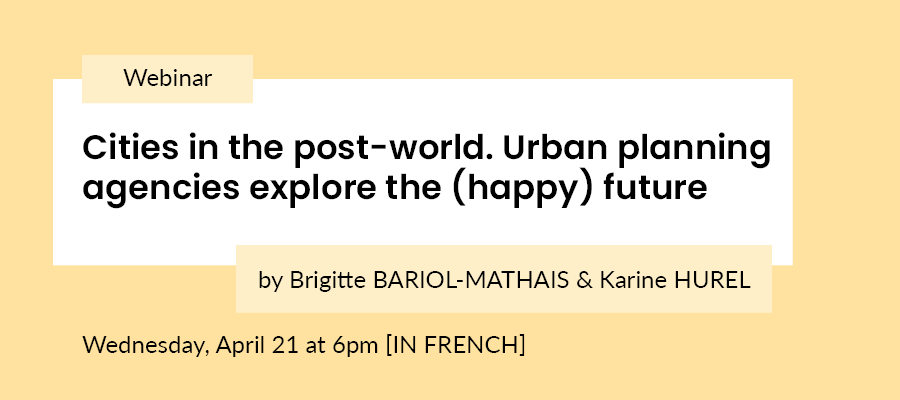 Webinar
Cities in the post-world. Urban planning
agencies explore the (happy) future
by Brigitte BARIOL-MATHAIS & Karine HUREL
Wednesday, April 21 at 6pm [IN FRENCH]